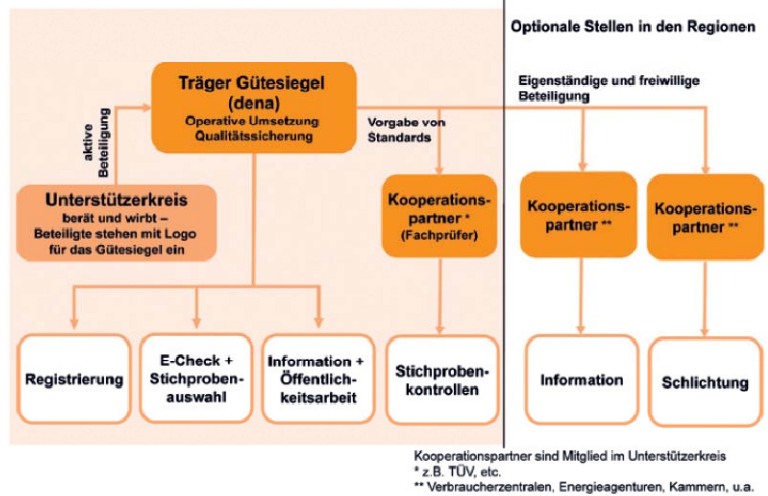 Optionale Stellen in den Regionen
Träger Gütesiegel
(dena)
Operative Umsetzung
Qualitätssicherung
aktive
Beteiligung
Vorgabe von
Standards
Eigenständige und freiwillige
Beteiligung
Unterstützerkreis
berät und wirbt –
Beteiligte stehen mit Logo
für das Gütesiegel ein
Kooperations-
partner *
(Fachprüfer)
Kooperations-
partner **
Kooperations-
partner **
Registrierung
E-Check +
Stichproben-
auswahl
Information +
Öffentlich-
keitsarbeit
Stichproben-
kontrollen
Information
Schlichtung
Kooperationspartner sind Mitglied im Unterstützerkreis
* z.B. TÜV, etc.
** Verbraucherzentralen, Energieagenturen, Kammern, u.a.